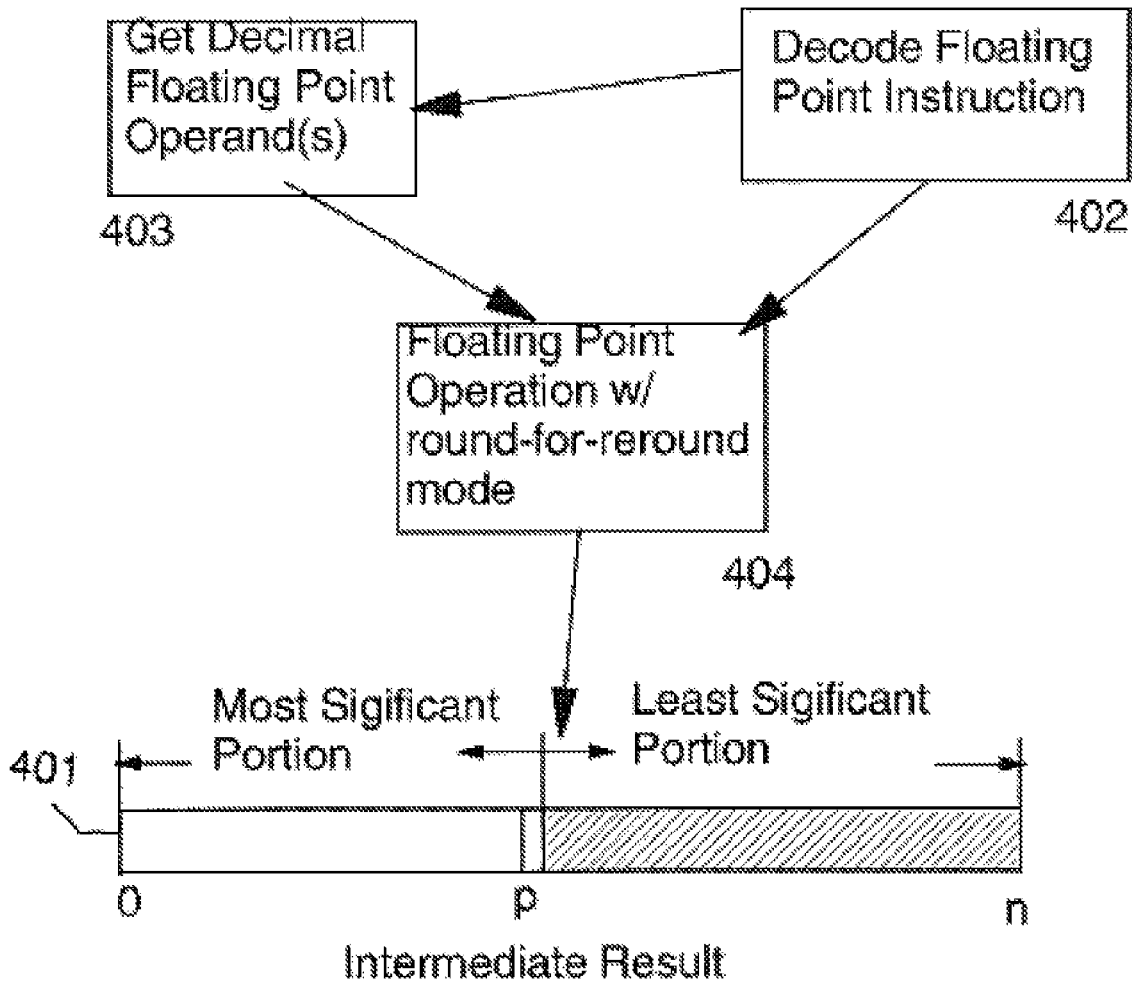 Get Decimal
Floating Point
Operand(s)
403
Decode Floating
Point Instruction
402
Floating Point
Operation w/
round-for-reround
mode
404
Most Sigificant
Portion
Least Sigificant
Portion
401
0
p
n
Intermediate Result